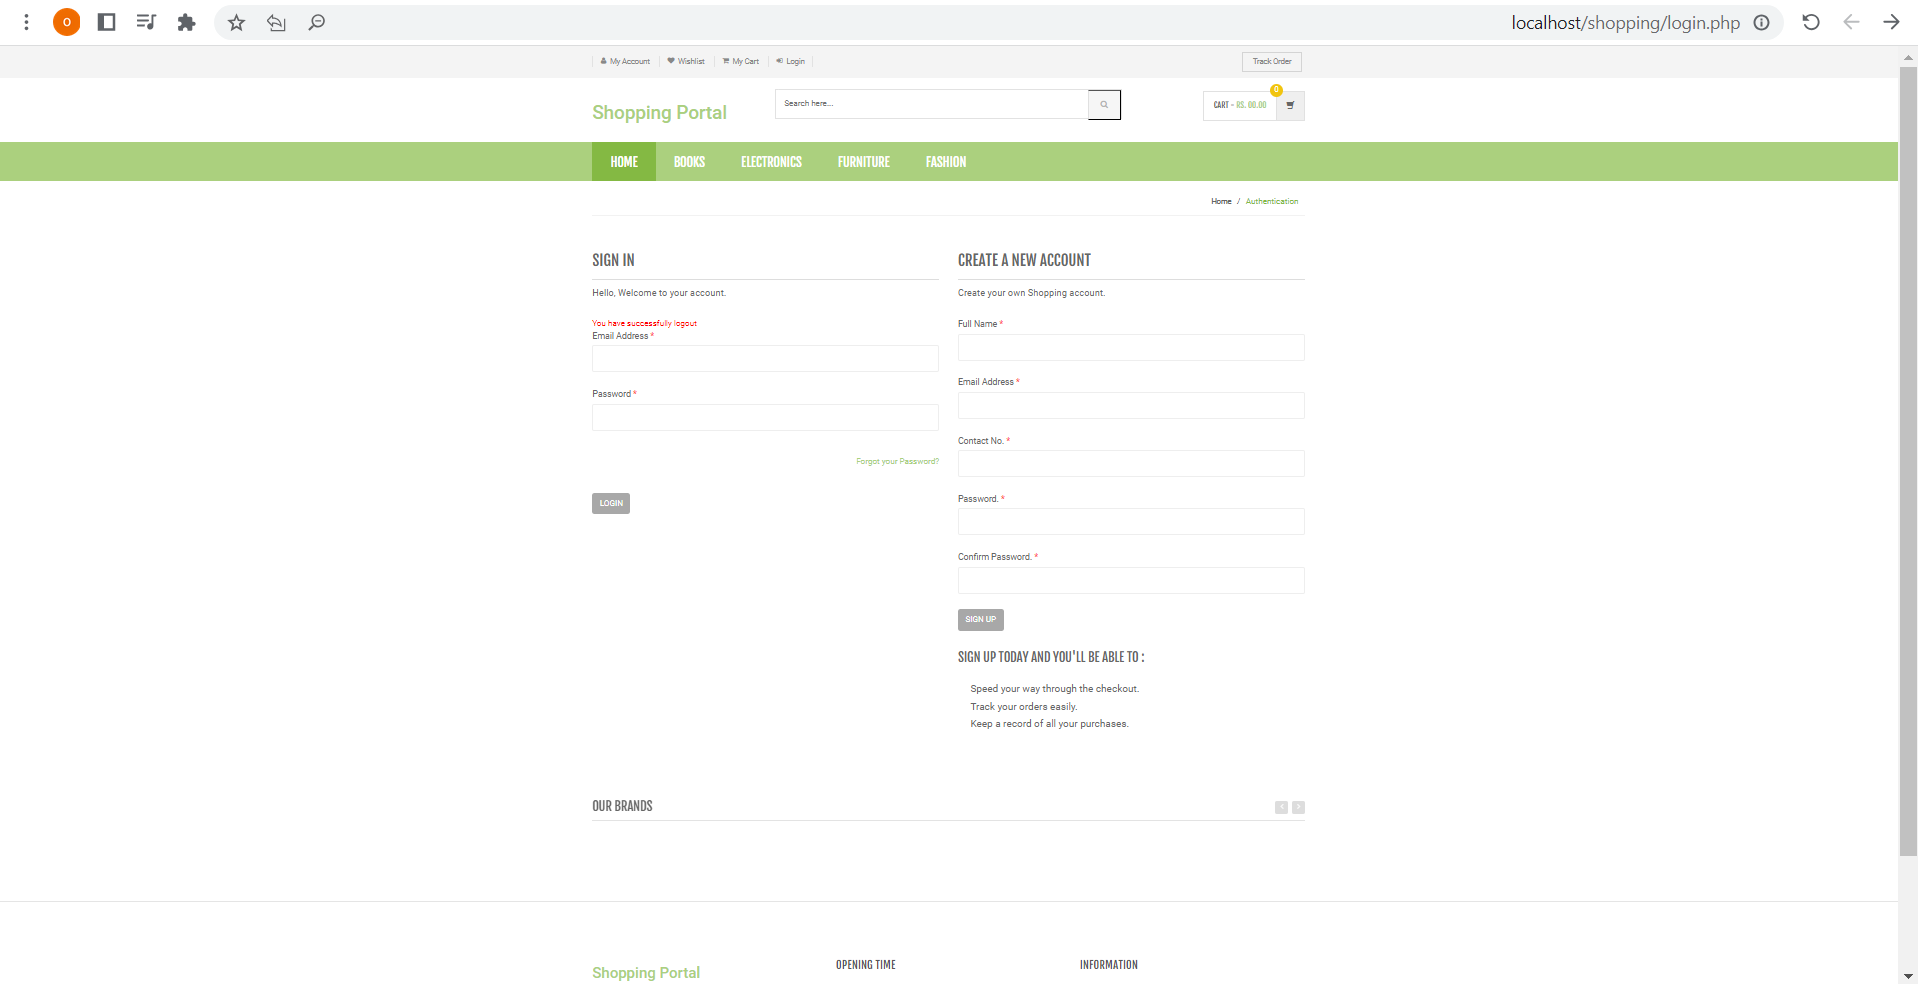 O
localhost/shopping/login.php
My Account Wishlist My Cart Login
Track Order
Shopping Portal
Search here...
CART - RS. 00.00
0
HOME BOOKS ELECTRONICS FURNITURE FASHION
Home / Authentication
SIGN IN
Hello, Welcome to your account.
You have successfully logout
Email Address *
Password *
Forgot your Password?
LOGIN
CREATE A NEW ACCOUNT
Create your own Shopping account.
Full Name *
Email Address *
Contact No. *
Password. *
Confirm Password. *
SIGN UP
SIGN UP TODAY AND YOU'LL BE ABLE TO :
Speed your way through the checkout.
Track your orders easily.
Keep a record of all your purchases.
OUR BRANDS
Shopping Portal
OPENING TIME
INFORMATION